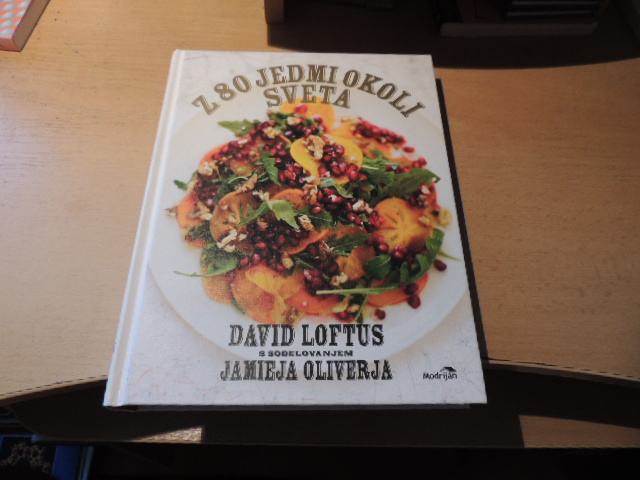 Z 80 JEDMI OKOLI
SVETA
DAVID LOFTUS
S SODELOVANJEM
JAMIEJA OLIVERJA
Modrijan